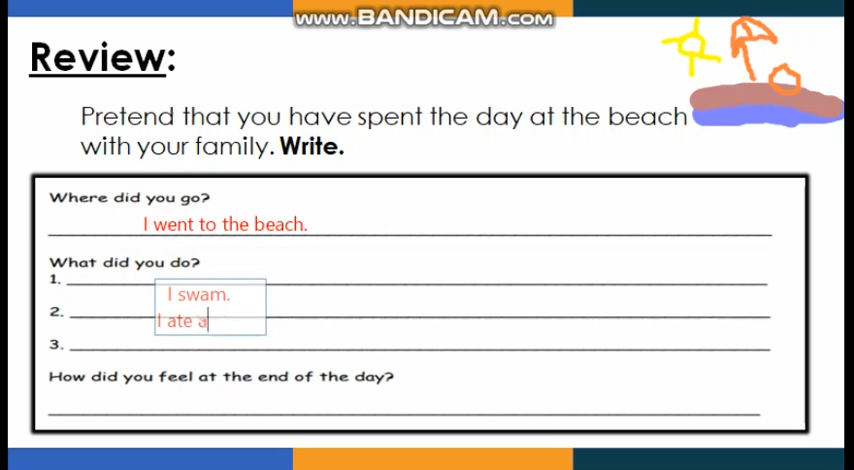 www.BANDICAM.com
Review:
Pretend that you have spent the day at the beach
with your family. Write.
Where did you go?
I went to the beach.
What did you do?
1.
I swam.
2.
I ate a
3.
How did you feel at the end of the day?